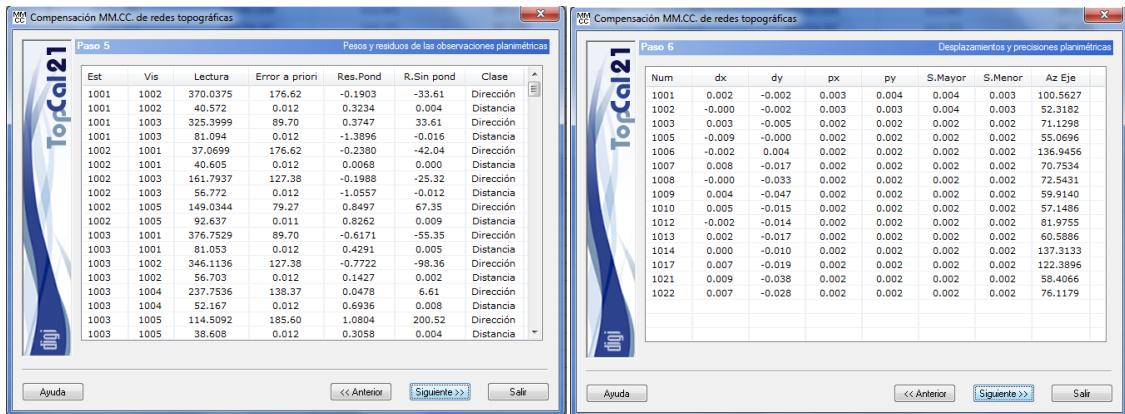 MM CC Compensación MM.CC. de redes topográficas
TopCal21
digi
Paso 5 Pesos y residuos de las observaciones planimétricas
Est Vis Lectura Error a priori Res.Pond R.Sin pond Clase
1001 1002 370.0375 176.62 -0.1903 -33.61 Dirección
1001 1002 40.572 0.012 0.3234 0.004 Distancia
1001 1003 325.3999 89.70 0.3747 33.61 Dirección
1001 1003 81.094 0.012 -1.3896 -0.016 Distancia
1002 1001 37.0699 176.62 -0.2380 -42.04 Dirección
1002 1001 40.605 0.012 0.0068 0.000 Distancia
1002 1003 161.7937 127.38 -0.1988 -25.32 Dirección
1002 1003 56.772 0.012 -1.0557 -0.012 Distancia
1002 1005 149.0344 79.27 0.8497 67.35 Dirección
1002 1005 92.637 0.011 0.8262 0.009 Distancia
1003 1001 376.7529 89.70 -0.6171 -55.35 Dirección
1003 1001 81.053 0.012 0.4291 0.005 Distancia
1003 1002 346.1136 127.38 -0.7722 -98.36 Dirección
1003 1002 56.703 0.012 0.1427 0.002 Distancia
1003 1004 237.7536 138.37 0.0478 6.61 Dirección
1003 1004 52.167 0.012 0.6936 0.008 Distancia
1003 1005 114.5092 185.60 1.0804 200.52 Dirección
1003 1005 38.608 0.012 0.3058 0.004 Distancia
Ayuda << Anterior Siguiente >> Salir
MM CC Compensación MM.CC. de redes topográficas
TopCal21
digi
Paso 6 Desplazamientos y precisiones planimétricas
Num dx dy px py S.Mayor S.Menor Az Eje
1001 0.002 -0.002 0.003 0.004 0.004 0.003 100.5627
1002 -0.000 -0.002 0.003 0.003 0.004 0.003 52.3182
1003 0.003 -0.005 0.002 0.002 0.002 0.002 71.1298
1005 -0.009 -0.000 0.002 0.002 0.002 0.002 55.0696
1006 -0.002 0.004 0.002 0.002 0.002 0.002 136.9456
1007 0.008 -0.017 0.002 0.002 0.002 0.002 70.7534
1008 -0.000 -0.033 0.002 0.002 0.002 0.002 72.5431
1009 0.004 -0.047 0.002 0.002 0.002 0.002 59.9140
1010 0.005 -0.015 0.002 0.002 0.002 0.002 57.1486
1012 -0.002 -0.014 0.002 0.002 0.002 0.002 81.9755
1013 0.002 -0.017 0.002 0.002 0.002 0.002 60.5886
1014 0.000 -0.010 0.002 0.002 0.002 0.002 137.3133
1017 0.007 -0.019 0.002 0.002 0.002 0.002 122.3896
1021 0.009 -0.038 0.002 0.002 0.002 0.002 58.4066
1022 0.007 -0.028 0.002 0.002 0.002 0.002 76.1179
Ayuda << Anterior Siguiente >> Salir